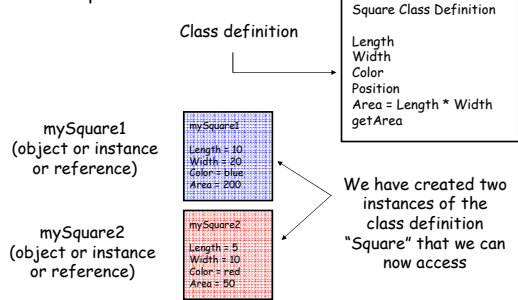 Square Class Definition
Class definition
Length
Width
Color
Position
Area = Length * Width
getArea
mySquare1
(object or instance
or reference)
mySquare1
Length = 10
Width = 20
Color = blue
Area = 200
We have created two
instances of the
class definition
"Square" that we can
now access
mySquare2
(object or instance
or reference)
mySquare2
Length = 5
Width = 10
Color = red
Area = 50